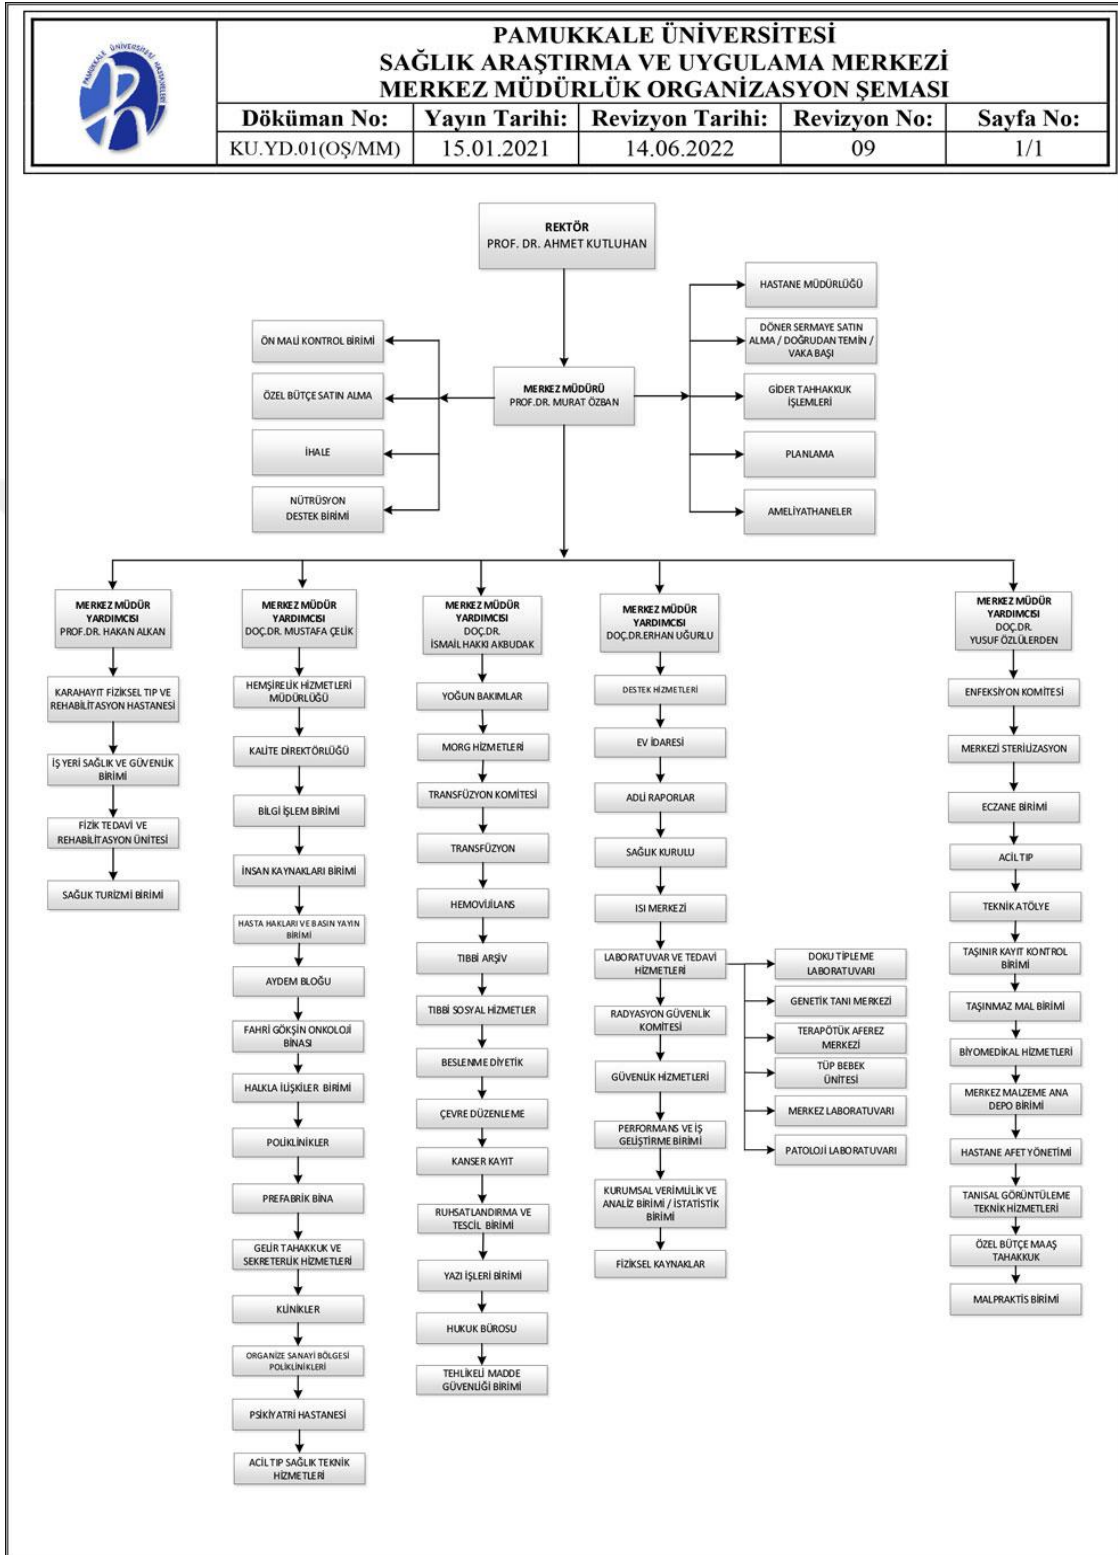 PAMUKKALE ÜNİVERSİTESİ HASTANELERİ
PAMUKKALE ÜNİVERSİTESİ
SAĞLIK ARAŞTIRMA VE UYGULAMA MERKEZİ
MERKEZ MÜDÜRLÜK ORGANİZASYON ŞEMASI
Döküman No: Yayın Tarihi: Revizyon Tarihi: Revizyon No: Sayfa No:
KU.YD.01(OŞ/MM) 15.01.2021 14.06.2022 09 1/1
REKTÖR
PROF. DR. AHMET KUTLUHAN
ÖN MALİ KONTROL BİRİMİ
ÖZEL BÜTÇE SATIN ALMA
İHALE
NÜTRÜSYON
DESTEK BİRİMİ
MERKEZ MÜDÜRÜ
PROF.DR. MURAT ÖZBAN
HASTANE MÜDÜRLÜĞÜ
DÖNER SERMAYE SATIN
ALMA / DOĞRUDAN TEMİN /
VAKA BAŞI
GİDER TAHHAKKUK
İŞLEMLERİ
PLANLAMA
AMELİYATHANELER
MERKEZ MÜDÜR
YARDIMCISI
PROF.DR. HAKAN ALKAN
KARAHAYIT FİZİKSEL TIP VE
REHABİLİTASYON HASTANESİ
İŞ YERİ SAĞLIK VE GÜVENLİK
BİRİMİ
FİZİK TEDAVİ VE
REHABİLİTASYON ÜNİTESİ
SAĞLIK TURİZMİ BİRİMİ
MERKEZ MÜDÜR
YARDIMCISI
DOÇ.DR. MUSTAFA ÇELİK
HEMŞİRELİK HİZMETLERİ
MÜDÜRLÜĞÜ
KALİTE DİREKTÖRLÜĞÜ
BİLGİ İŞLEM BİRİMİ
İNSAN KAYNAKLARI BİRİMİ
HASTA HAKLARI VE BASIN YAYIN
BİRİMİ
AYDEM BLOĞU
FAHRİ GÖKŞİN ONKOLOJİ
BİNASI
HALKLA İLİŞKİLER BİRİMİ
POLİKLİNİKLER
PREFABRİK BİNA
GELİR TAHAKKUK VE
SEKRETERLİK HİZMETLERİ
KLİNİKLER
ORGANİZE SANAYİ BÖLGESİ
POLİKLİNİKLERİ
PSİKİYATRİ HASTANESİ
ACİL TIP SAĞLIK TEKNİK
HİZMETLERİ
MERKEZ MÜDÜR
YARDIMCISI
DOÇ.DR.
İSMAİL HAKKI AKBUDAK
YOĞUN BAKIMLAR
MORG HİZMETLERİ
TRANSFÜZYON KOMİTESİ
TRANSFÜZYON
HEMOVİJİLANS
TIBBİ ARŞİV
TIBBİ SOSYAL HİZMETLER
BESLENME DİYETİK
ÇEVRE DÜZENLEME
KANSER KAYIT
RUHSATLANDIRMA VE
TESCİL BİRİMİ
YAZI İŞLERİ BİRİMİ
HUKUK BÜROSU
TEHLİKELİ MADDE
GÜVENLİĞİ BİRİMİ
MERKEZ MÜDÜR
YARDIMCISI
DOÇ.DR.ERHAN UĞURLU
DESTEK HİZMETLERİ
EV İDARESİ
ADLİ RAPORLAR
SAĞLIK KURULU
ISI MERKEZİ
LABORATUVAR VE TEDAVİ
HİZMETLERİ
RADYASYON GÜVENLİK
KOMİTESİ
GÜVENLİK HİZMETLERİ
PERFORMANS VE İŞ
GELİŞTİRME BİRİMİ
KURUMSAL VERİMLİLİK VE
ANALİZ BİRİMİ / İSTATİSTİK
BİRİMİ
FİZİKSEL KAYNAKLAR
DOKU TİPLEME
LABORATUVARI
GENETİK TANI MERKEZİ
TERAPÖTÜK AFEREZ
MERKEZİ
TÜP BEBEK
ÜNİTESİ
MERKEZ LABORATUVARI
PATOLOJİ LABORATUVARI
MERKEZ MÜDÜR
YARDIMCISI
DOÇ.DR.
YUSUF ÖZLÜLERDEN
ENFEKSİYON KOMİTESİ
MERKEZİ STERİLİZASYON
ECZANE BİRİMİ
ACİL TIP
TEKNİK ATÖLYE
TAŞINIR KAYIT KONTROL
BİRİMİ
TAŞINMAZ MAL BİRİMİ
BİYOMEDİKAL HİZMETLERİ
MERKEZ MALZEME ANA
DEPO BİRİMİ
HASTANE AFET YÖNETİMİ
TANISAL GÖRÜNTÜLEME
TEKNİK HİZMETLERİ
ÖZEL BÜTÇE MAAŞ
TAHAKKUK
MALPRAKTİS BİRİMİ